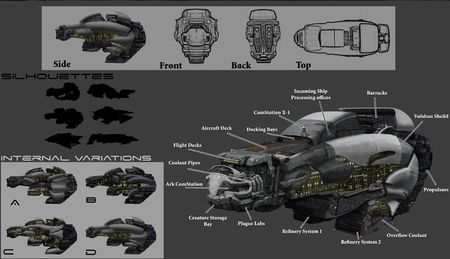 Side
Front
Back
Top
SILHOUETTES
INTERNAL VARIATIONS
A
B
C
D
Incoming Ship
Processing offices
Barracks
ComStation X-1
Vulshun Sheild
Aircraft Deck
Docking Bays
Flight Decks
Coolant Pipes
Ark ComStation
Propulsors
Creature Storage
Bay
Plague Labs
Refinery System 1
Refinery System 2
Overflow Coolant